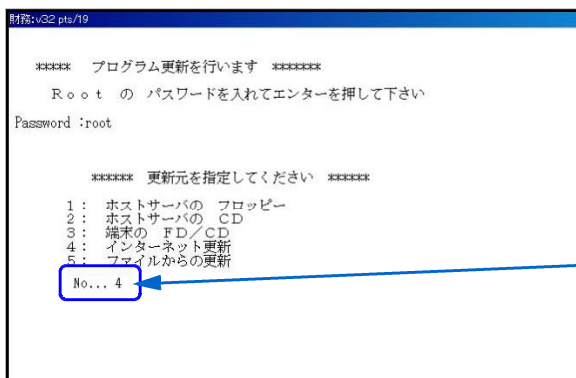 財務:v32 pts/19
*****　プログラム更新を行います　*******
Ｒｏｏｔ　の　パスワードを入れてエンターを押して下さい
Password :root
******　更新元を指定してください　******
1：　ホストサーバの　フロッピー
2：　ホストサーバの　ＣＤ
3：　端末の　ＦＤ／ＣＤ
4：　インターネット更新
5：　ファイルからの更新
No... 4